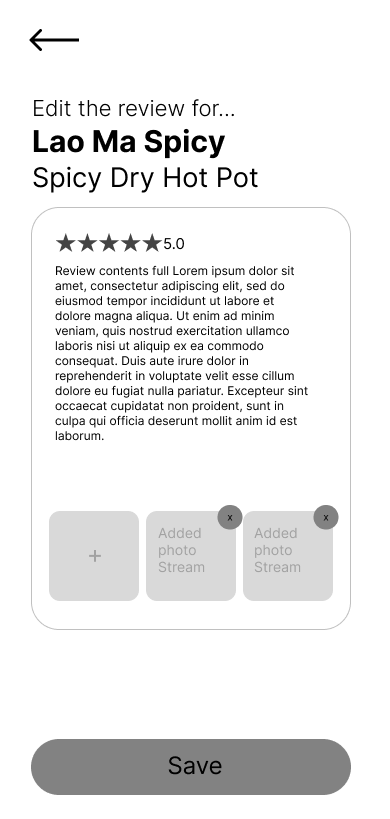 Edit the review for...
Lao Ma Spicy
Spicy Dry Hot Pot
★★★★★5.0
Review contents full Lorem ipsum dolor sit
amet, consectetur adipiscing elit, sed do
eiusmod tempor incididunt ut labore et
dolore magna aliqua. Ut enim ad minim
veniam, quis nostrud exercitation ullamco
laboris nisi ut aliquip ex ea commodo
consequat. Duis aute irure dolor in
reprehenderit in voluptate velit esse cillum
dolore eu fugiat nulla pariatur. Excepteur sint
occaecat cupidatat non proident, sunt in
culpa qui officia deserunt mollit anim id est
laborum.
+
x
Added
photo
Stream
x
Added
photo
Stream
Save